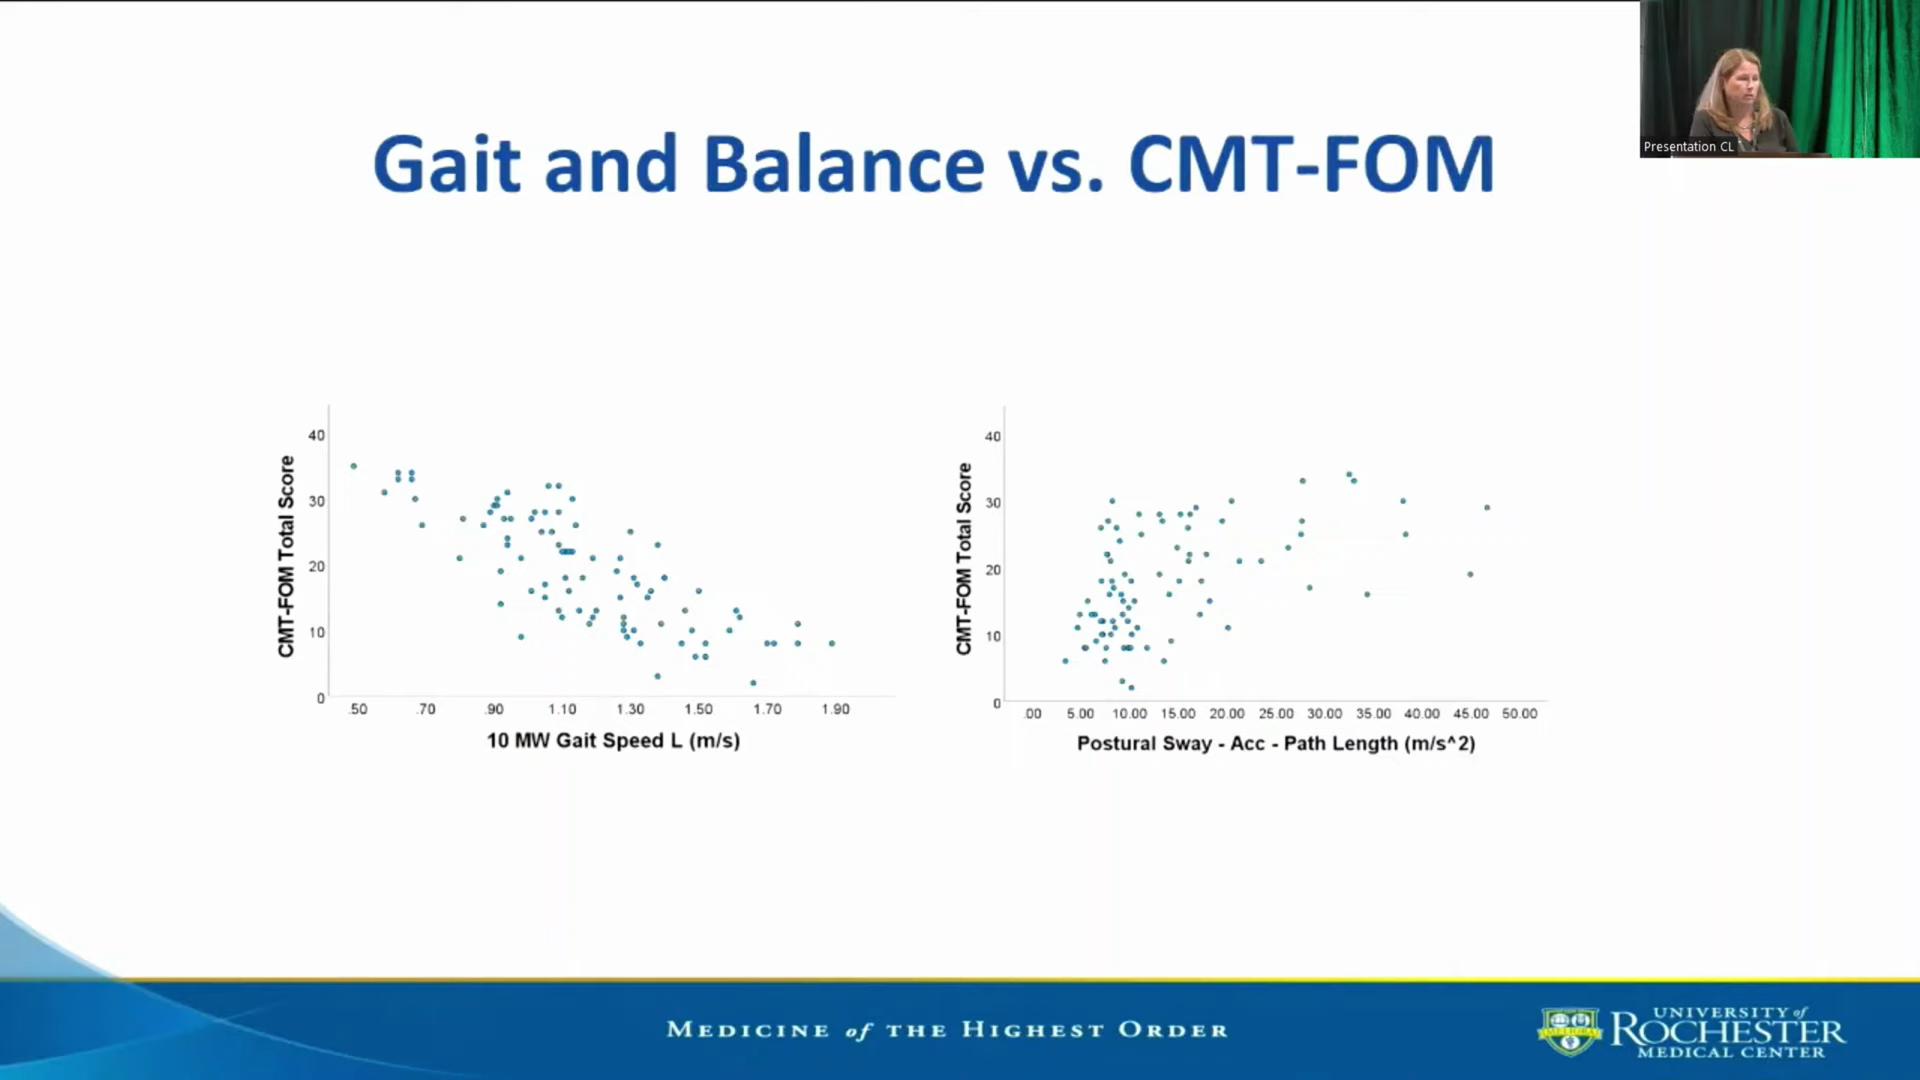 Gait and Balance vs. CMT-FOM
Presentation CL
CMT-FOM Total Score
40
30
20
10
0
.50 .70 .90 1.10 1.30 1.50 1.70 1.90
10 MW Gait Speed L (m/s)
CMT-FOM Total Score
40
30
20
10
0
.00 5.00 10.00 15.00 20.00 25.00 30.00 35.00 40.00 45.00 50.00
Postural Sway - Acc - Path Length (m/s^2)
MEDICINE of THE HIGHEST ORDER
UNIVERSITY of
ROCHESTER
MEDICAL CENTER